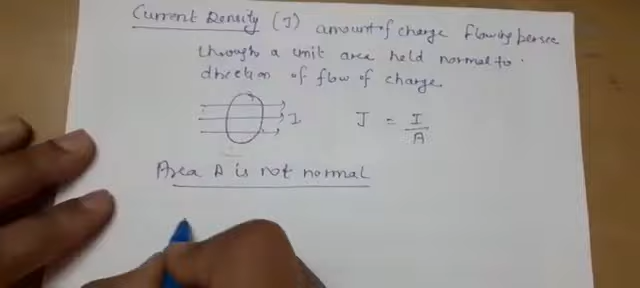 Current Density (J) amount of charge flowing per sec
through a unit area held normal to
direction of flow of charge.
I J = I/A
Area A is not normal